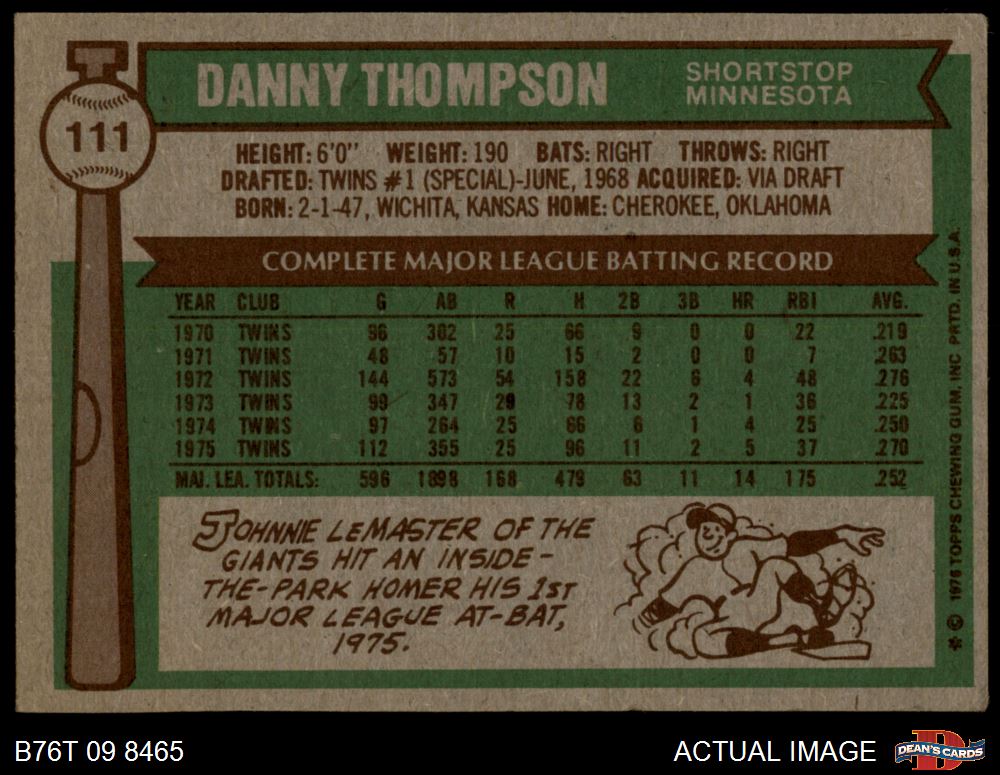 DANNY THOMPSON
SHORTSTOP
MINNESOTA
111
HEIGHT: 6'0" WEIGHT: 190 BATS: RIGHT THROWS: RIGHT
DRAFTED: TWINS #1 (SPECIAL)-JUNE, 1968 ACQUIRED: VIA DRAFT
BORN: 2-1-47, WICHITA, KANSAS HOME: CHEROKEE, OKLAHOMA
COMPLETE MAJOR LEAGUE BATTING RECORD
YEAR CLUB G AB R H 2B 3B HR RBI AVG.
1970 TWINS 96 302 25 66 9 0 0 22 .219
1971 TWINS 48 57 10 15 2 0 0 7 .263
1972 TWINS 144 573 54 158 22 6 4 48 .276
1973 TWINS 99 347 29 78 13 2 1 36 .225
1974 TWINS 97 264 25 66 6 1 4 25 .250
1975 TWINS 112 355 25 96 11 2 5 37 .270
MAJ. LEA. TOTALS: 596 1898 168 479 63 11 14 175 .252
JOHNNIE LEMASTER OF THE
GIANTS HIT AN INSIDE-
THE-PARK HOMER HIS 1ST
MAJOR LEAGUE AT-BAT,
1975.
* © 1976 TOPPS CHEWING GUM, INC PRTD. IN U.S.A.
B76T 09 8465
ACTUAL IMAGE
D
DEAN'S CARDS